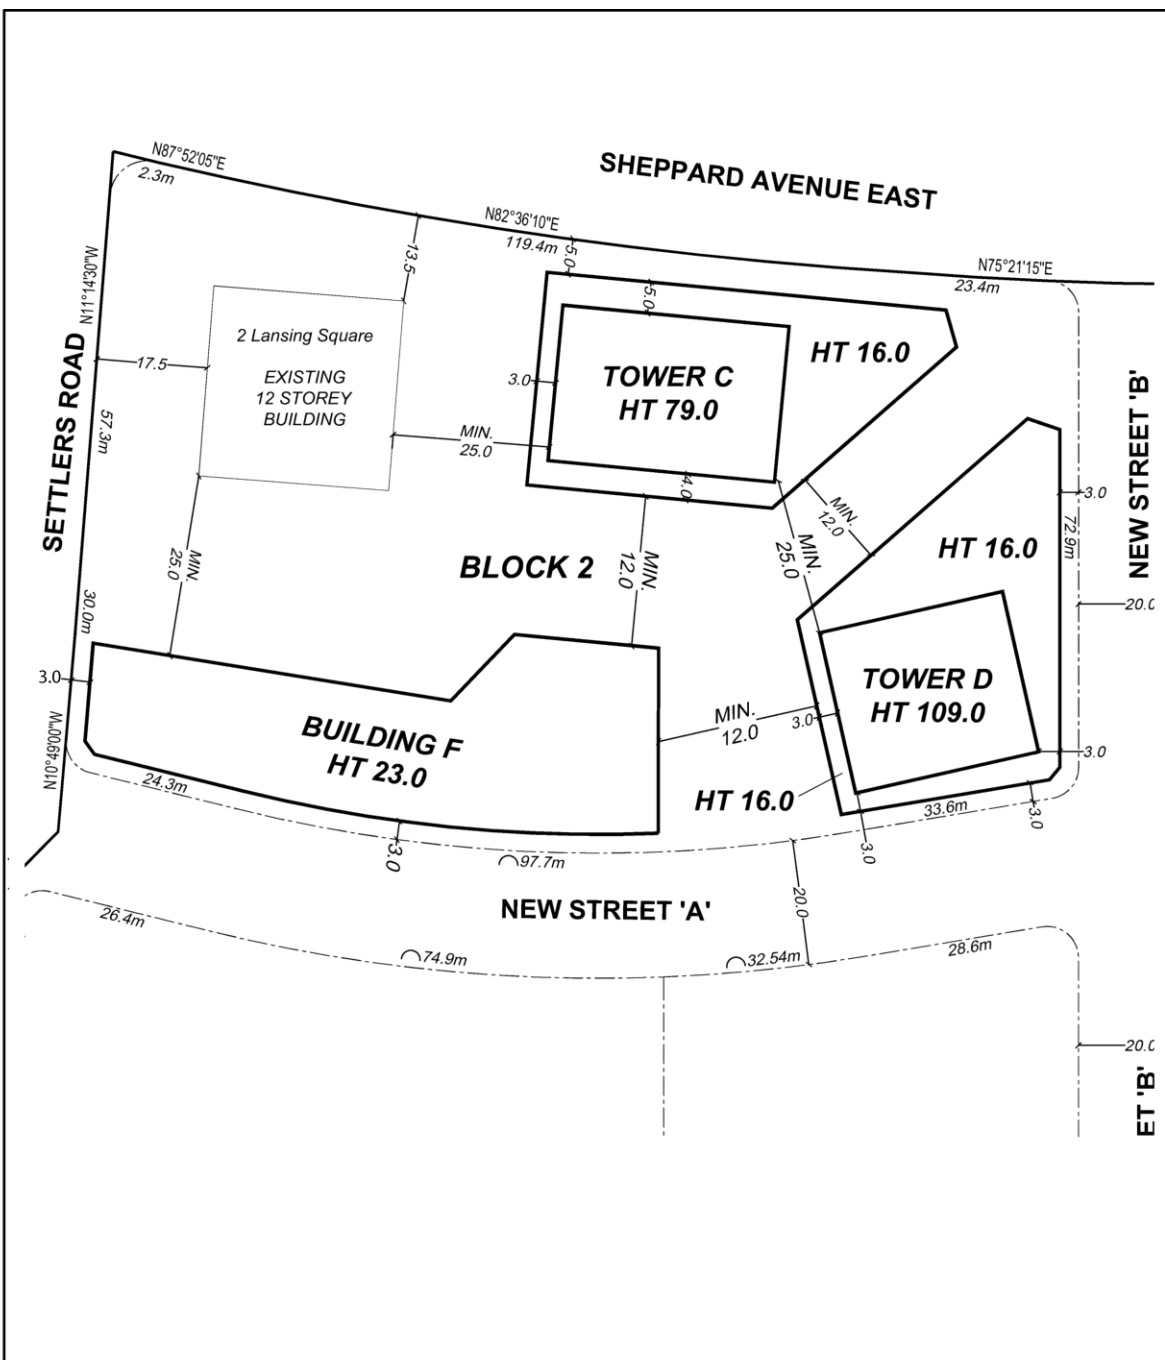 N87°52'05"E
2.3m
SHEPPARD AVENUE EAST
N82°36'10"E
119.4m
N75°21'15"E
23.4m
13.5
5.0
5.0
N11°14'30"W
2 Lansing Square
EXISTING
12 STOREY
BUILDING
17.5
SETTLERS ROAD
57.3m
3.0
TOWER C
HT 79.0
HT 16.0
MIN.
25.0
4.0
NEW STREET 'B'
3.0
72.9m
MIN.
12.0
HT 16.0
MIN.
25.0
MIN.
25.0
BLOCK 2
MIN.
12.0
30.0m
20.0
3.0
TOWER D
HT 109.0
MIN.
12.0
3.0
BUILDING F
HT 23.0
N10°49'00"W
3.0
24.3m
HT 16.0
33.6m
3.0
3.0
3.0
97.7m
20.0
NEW STREET 'A'
26.4m
74.9m
32.54m
28.6m
20.0
ET 'B'